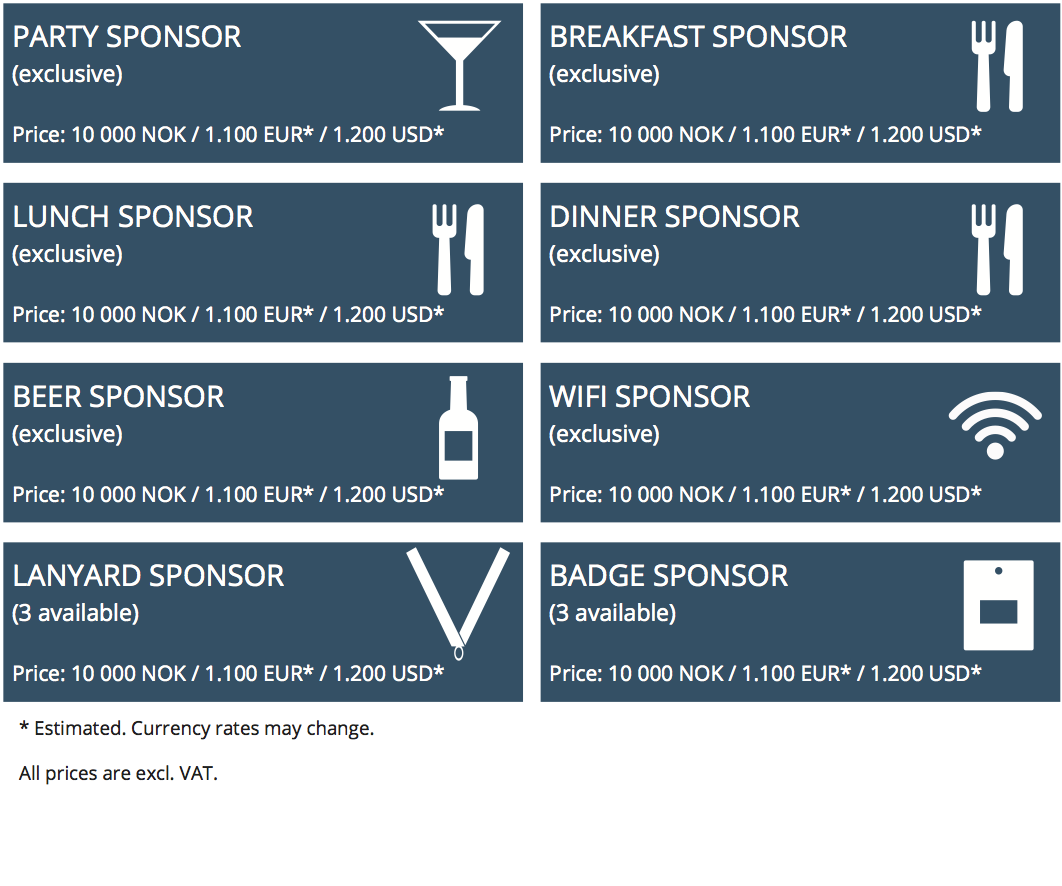 PARTY SPONSOR
(exclusive)
Price: 10 000 NOK / 1.100 EUR* / 1.200 USD*
BREAKFAST SPONSOR
(exclusive)
Price: 10 000 NOK / 1.100 EUR* / 1.200 USD*
LUNCH SPONSOR
(exclusive)
Price: 10 000 NOK / 1.100 EUR* / 1.200 USD*
DINNER SPONSOR
(exclusive)
Price: 10 000 NOK / 1.100 EUR* / 1.200 USD*
BEER SPONSOR
(exclusive)
Price: 10 000 NOK / 1.100 EUR* / 1.200 USD*
WIFI SPONSOR
(exclusive)
Price: 10 000 NOK / 1.100 EUR* / 1.200 USD*
LANYARD SPONSOR
(3 available)
Price: 10 000 NOK / 1.100 EUR* / 1.200 USD*
BADGE SPONSOR
(3 available)
Price: 10 000 NOK / 1.100 EUR* / 1.200 USD*
* Estimated. Currency rates may change.
All prices are excl. VAT.